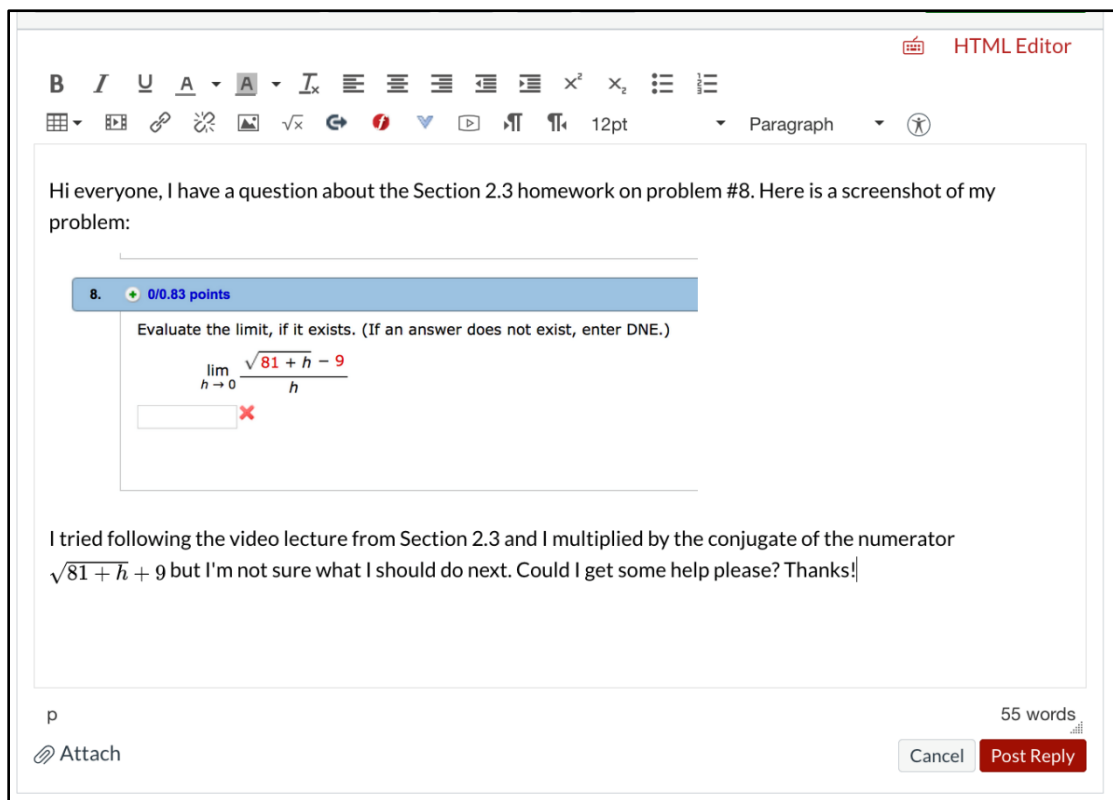 HTML Editor
B I U A A Ix x² x₂
√x 12pt Paragraph
Hi everyone, I have a question about the Section 2.3 homework on problem #8. Here is a screenshot of my
problem:
8. 0/0.83 points
Evaluate the limit, if it exists. (If an answer does not exist, enter DNE.)
lim h→0 (√(81 + h) − 9)/h
I tried following the video lecture from Section 2.3 and I multiplied by the conjugate of the numerator
√(81 + h) + 9 but I'm not sure what I should do next. Could I get some help please? Thanks!
p
55 words
Attach
Cancel Post Reply